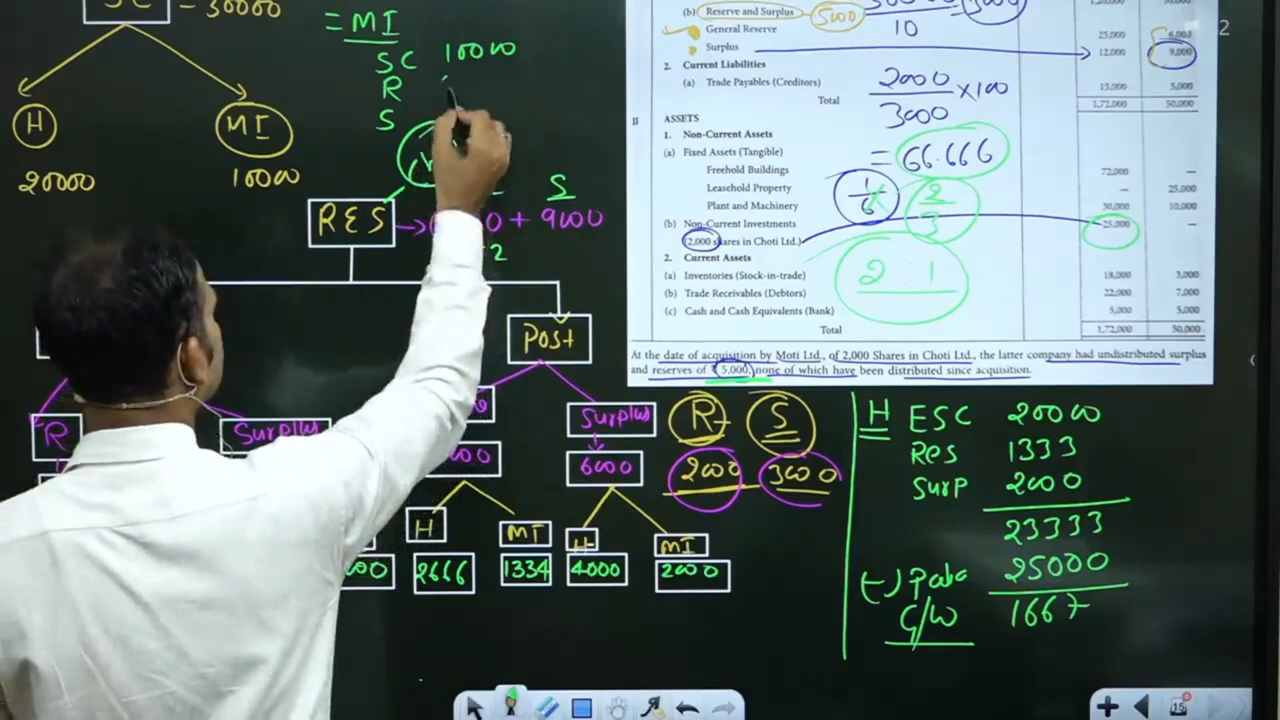 30000
H
20000
MI
10000
= MI
SC 10000
R
S
RES
+ 9000
S
2
Post
R
Surplus
Surplus
6000
H
MI
H
MI
2666
1334
4000
2000
R
S
2000
3000
(b) Reserve and Surplus
5000
10
General Reserve 25,000 6,000
Surplus 12,000 9,000
2. Current Liabilities
(a) Trade Payables (Creditors) 15,000 5,000
Total 1,72,000 50,000
2000
3000
×100
= 66.666
II ASSETS
1. Non-Current Assets
(a) Fixed Assets (Tangible)
Freehold Buildings 72,000 —
Leasehold Property — 25,000
Plant and Machinery 30,000 10,000
(b) Non-Current Investments 25,000 —
(2,000 shares in Choti Ltd.)
2. Current Assets
(a) Inventories (Stock-in-trade) 18,000 3,000
(b) Trade Receivables (Debtors) 22,000 7,000
(c) Cash and Cash Equivalents (Bank) 5,000 5,000
Total 1,72,000 50,000
2
3
2 1
At the date of acquisition by Moti Ltd., of 2,000 Shares in Choti Ltd., the latter company had undistributed surplus
and reserves of ₹ 5,000, none of which have been distributed since acquisition.
H ESC 20000
Res 1333
Surp 2000
23333
25000
G/W 1667
2
15